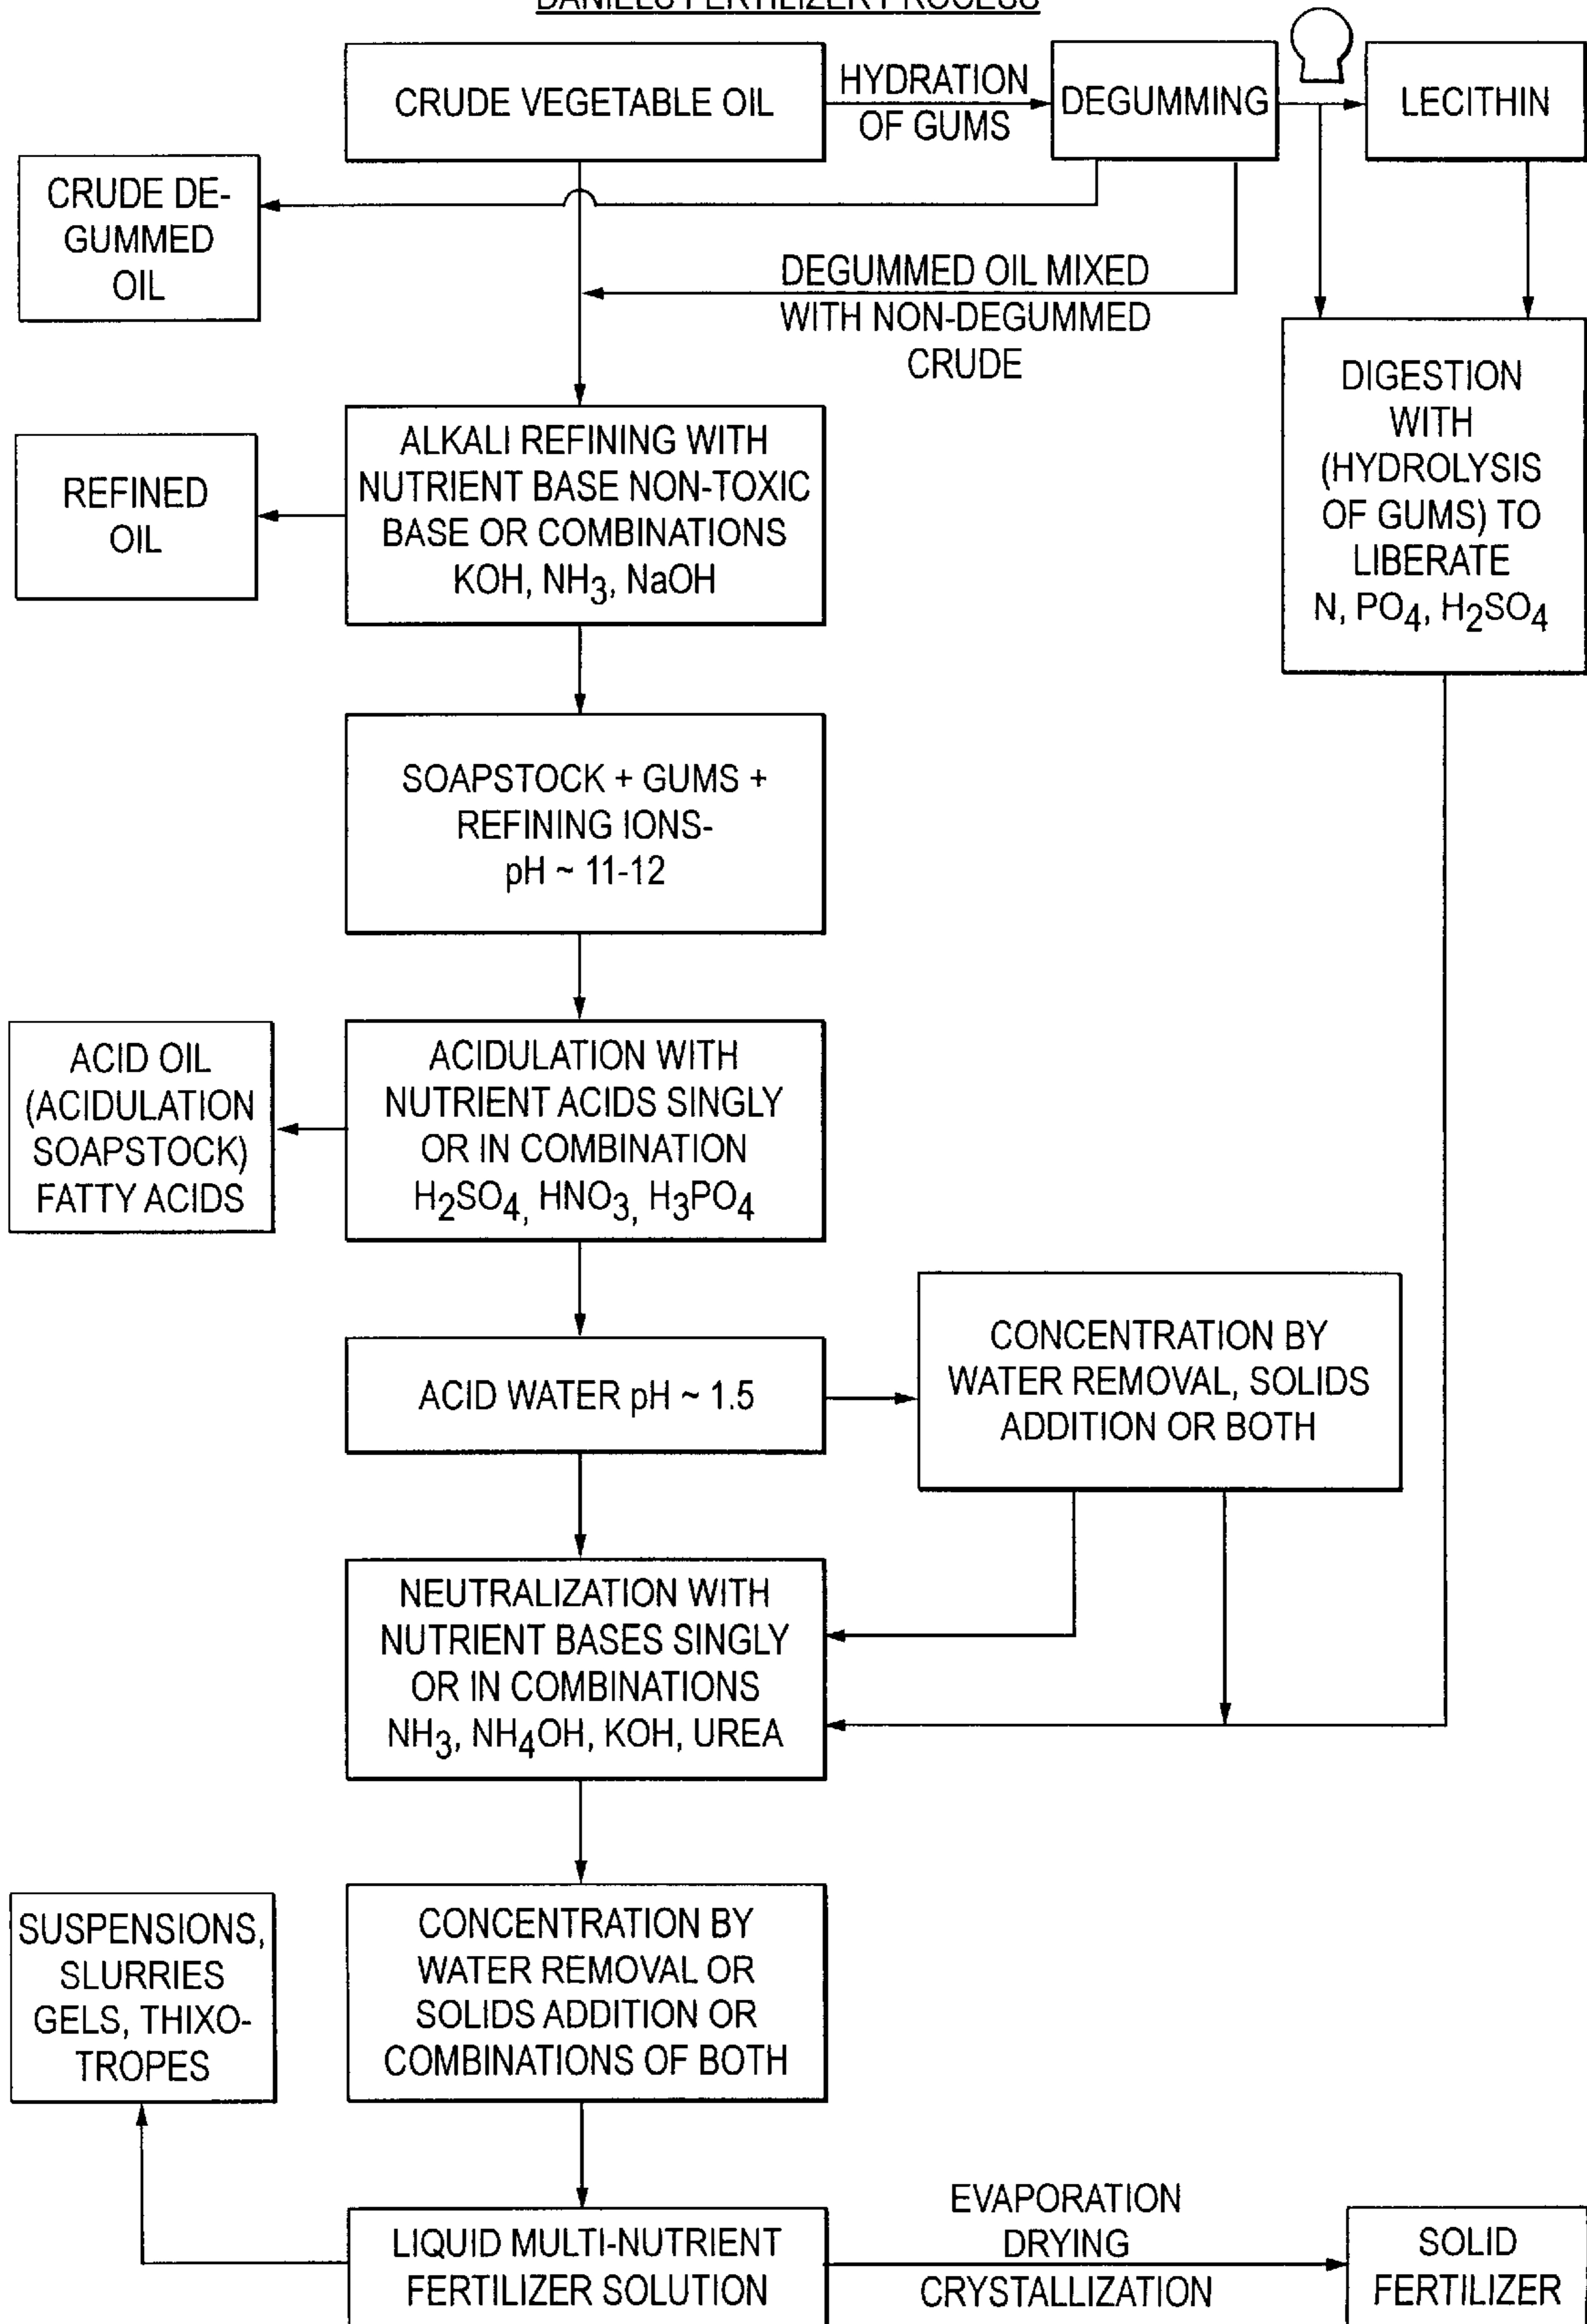 DANIELS FERTILIZER PROCESS
CRUDE VEGETABLE OIL
HYDRATION
OF GUMS
DEGUMMING
LECITHIN
CRUDE DE-
GUMMED
OIL
DEGUMMED OIL MIXED
WITH NON-DEGUMMED
CRUDE
DIGESTION
WITH
(HYDROLYSIS
OF GUMS) TO
LIBERATE
N, PO4, H2SO4
REFINED
OIL
ALKALI REFINING WITH
NUTRIENT BASE NON-TOXIC
BASE OR COMBINATIONS
KOH, NH3, NaOH
SOAPSTOCK + GUMS +
REFINING IONS-
pH ~ 11-12
ACID OIL
(ACIDULATION
SOAPSTOCK)
FATTY ACIDS
ACIDULATION WITH
NUTRIENT ACIDS SINGLY
OR IN COMBINATION
H2SO4, HNO3, H3PO4
ACID WATER pH ~ 1.5
CONCENTRATION BY
WATER REMOVAL, SOLIDS
ADDITION OR BOTH
NEUTRALIZATION WITH
NUTRIENT BASES SINGLY
OR IN COMBINATIONS
NH3, NH4OH, KOH, UREA
SUSPENSIONS,
SLURRIES
GELS, THIXO-
TROPES
CONCENTRATION BY
WATER REMOVAL OR
SOLIDS ADDITION OR
COMBINATIONS OF BOTH
LIQUID MULTI-NUTRIENT
FERTILIZER SOLUTION
EVAPORATION
DRYING
CRYSTALLIZATION
SOLID
FERTILIZER